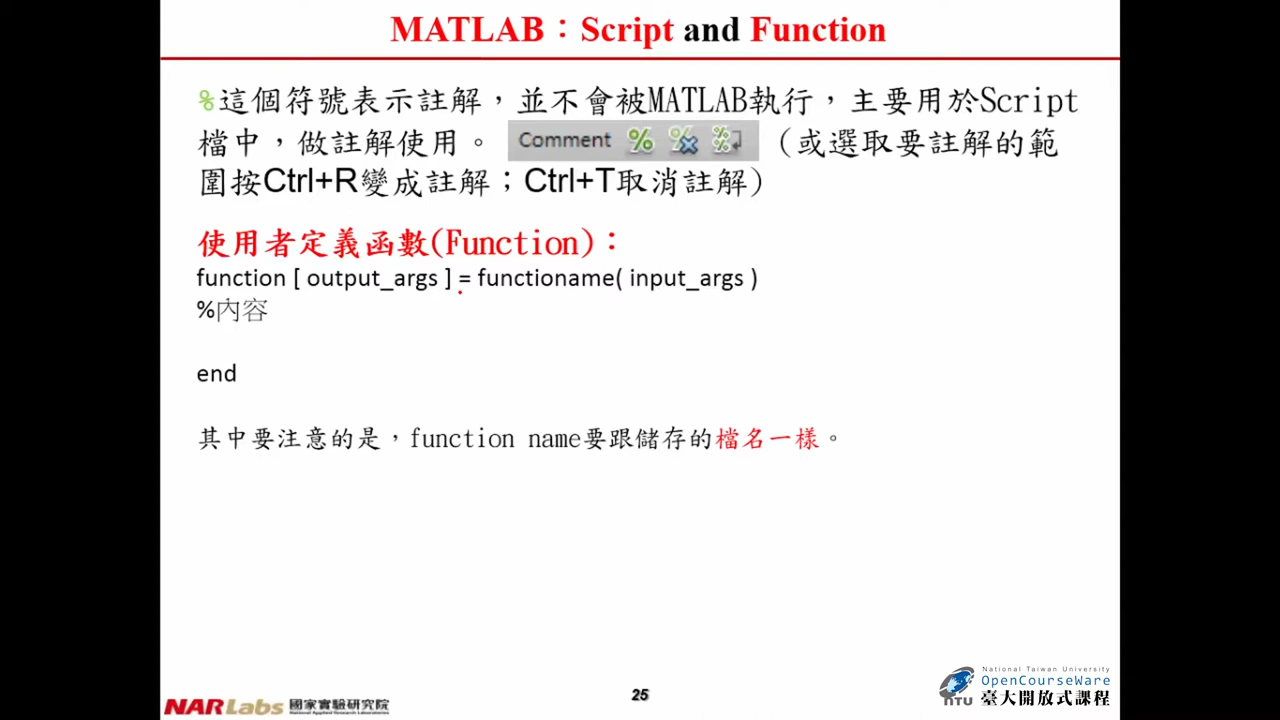 MATLAB：Script and Function
%這個符號表示註解，並不會被MATLAB執行，主要用於Script
檔中，做註解使用。 Comment % % %（或選取要註解的範
圍按Ctrl+R變成註解；Ctrl+T取消註解）
使用者定義函數(Function)：
function [ output_args ] = functioname( input_args )
%內容
end
其中要注意的是，function name要跟儲存的檔名一樣。
NARLabs 國家實驗研究院
National Applied Research Laboratories
25
National Taiwan University
OpenCourseWare
NTU 臺大開放式課程